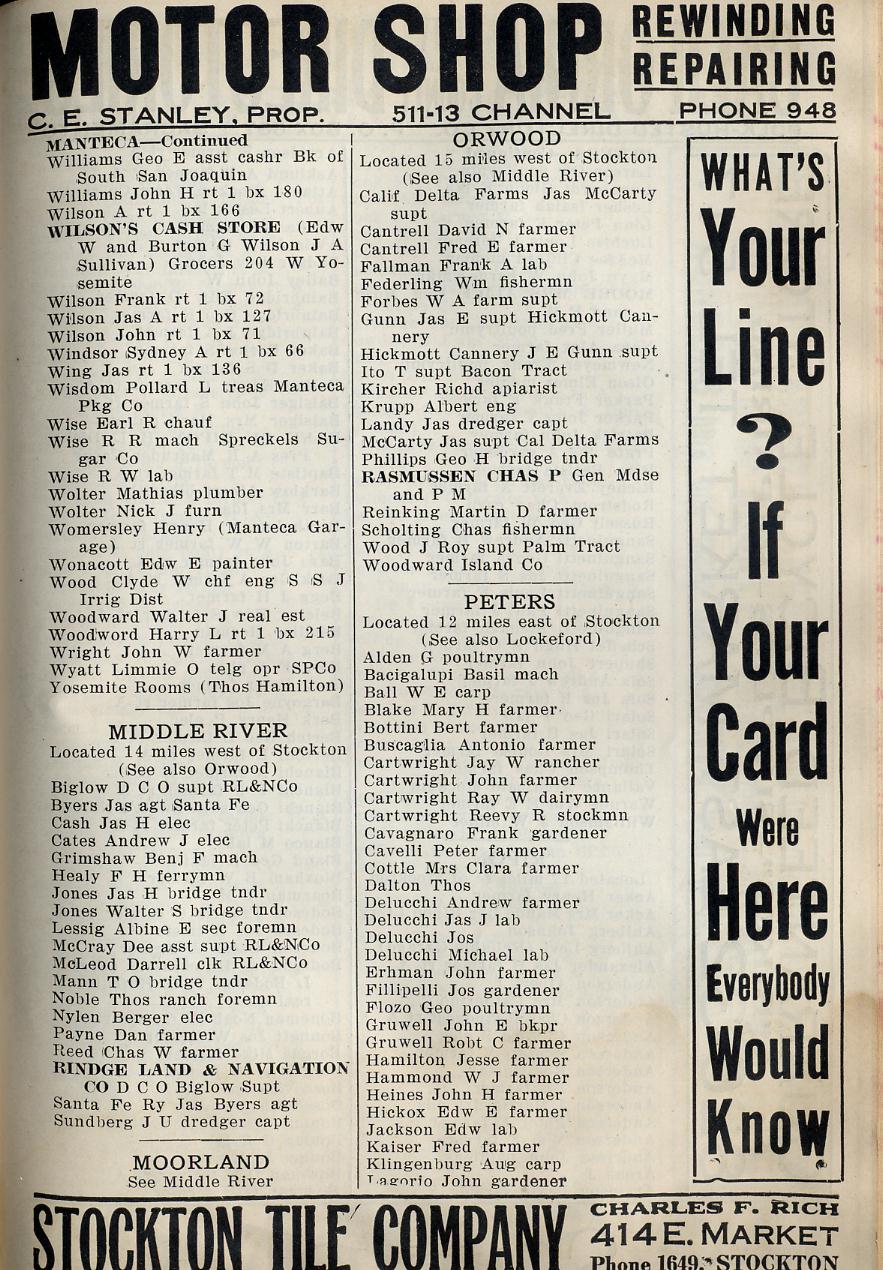 MOTOR SHOP
REWINDING
REPAIRING
C. E. STANLEY, PROP. 511-13 CHANNEL PHONE 948
MANTECA—Continued
Williams Geo E asst cashr Bk of
South San Joaquin
Williams John H rt 1 bx 180
Wilson A rt 1 bx 166
WILSON'S CASH STORE (Edw
W and Burton G Wilson J A
Sullivan) Grocers 204 W Yo-
semite
Wilson Frank rt 1 bx 72
Wilson Jas A rt 1 bx 127
Wilson John rt 1 bx 71
Windsor Sydney A rt 1 bx 66
Wing Jas rt 1 bx 136
Wisdom Pollard L treas Manteca
Pkg Co
Wise Earl R chauf
Wise R R mach Spreckels Su-
gar Co
Wise R W lab
Wolter Mathias plumber
Wolter Nick J furn
Womersley Henry (Manteca Gar-
age)
Wonacott Edw E painter
Wood Clyde W chf eng S S J
Irrig Dist
Woodward Walter J real est
Woodword Harry L rt 1 bx 215
Wright John W farmer
Wyatt Limmie O telg opr SPCo
Yosemite Rooms (Thos Hamilton)
MIDDLE RIVER
Located 14 miles west of Stockton
(See also Orwood)
Biglow D C O supt RL&NCo
Byers Jas agt Santa Fe
Cash Jas H elec
Cates Andrew J elec
Grimshaw Benj F mach
Healy F H ferrymn
Jones Jas H bridge tndr
Jones Walter S bridge tndr
Lessig Albine E sec foremn
McCray Dee asst supt RL&NCo
McLeod Darrell clk RL&NCo
Mann T O bridge tndr
Noble Thos ranch foremn
Nylen Berger elec
Payne Dan farmer
Reed Chas W farmer
RINDGE LAND & NAVIGATION
CO D C O Biglow Supt
Santa Fe Ry Jas Byers agt
Sundberg J U dredger capt
MOORLAND
See Middle River
ORWOOD
Located 15 miles west of Stockton
(See also Middle River)
Calif Delta Farms Jas McCarty
supt
Cantrell David N farmer
Cantrell Fred E farmer
Fallman Frank A lab
Federling Wm fishermn
Forbes W A farm supt
Gunn Jas E supt Hickmott Can-
nery
Hickmott Cannery J E Gunn supt
Ito T supt Bacon Tract
Kircher Richd apiarist
Krupp Albert eng
Landy Jas dredger capt
McCarty Jas supt Cal Delta Farms
Phillips Geo H bridge tndr
RASMUSSEN CHAS P Gen Mdse
and P M
Reinking Martin D farmer
Scholting Chas fishermn
Wood J Roy supt Palm Tract
Woodward Island Co
PETERS
Located 12 miles east of Stockton
(See also Lockeford)
Alden G poultrymn
Bacigalupi Basil mach
Ball W E carp
Blake Mary H farmer
Bottini Bert farmer
Buscaglia Antonio farmer
Cartwright Jay W rancher
Cartwright John farmer
Cartwright Ray W dairymn
Cartwright Reevy R stockmn
Cavagnaro Frank gardener
Cavelli Peter farmer
Cottle Mrs Clara farmer
Dalton Thos
Delucchi Andrew farmer
Delucchi Jas J lab
Delucchi Jos
Delucchi Michael lab
Erhman John farmer
Fillipelli Jos gardener
Flozo Geo poultrymn
Gruwell John E bkpr
Gruwell Robt C farmer
Hamilton Jesse farmer
Hammond W J farmer
Heines John H farmer
Hickox Edw E farmer
Jackson Edw lab
Kaiser Fred farmer
Klingenburg Aug carp
Lagorio John gardener
WHAT'S
Your
Line
?
If
Your
Card
Were
Here
Everybody
Would
Know
STOCKTON TILE COMPANY
CHARLES F. RICH
414 E. MARKET
Phone 1649 STOCKTON